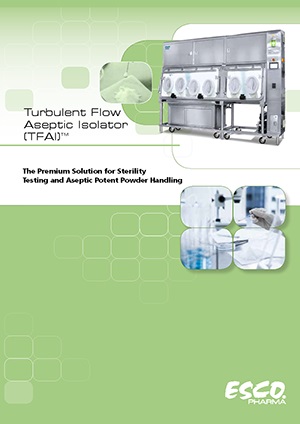 Turbulent Flow
Aseptic Isolator
(TFAI)™
The Premium Solution for Sterility
Testing and Aseptic Potent Powder Handling
ESCO
PHARMA